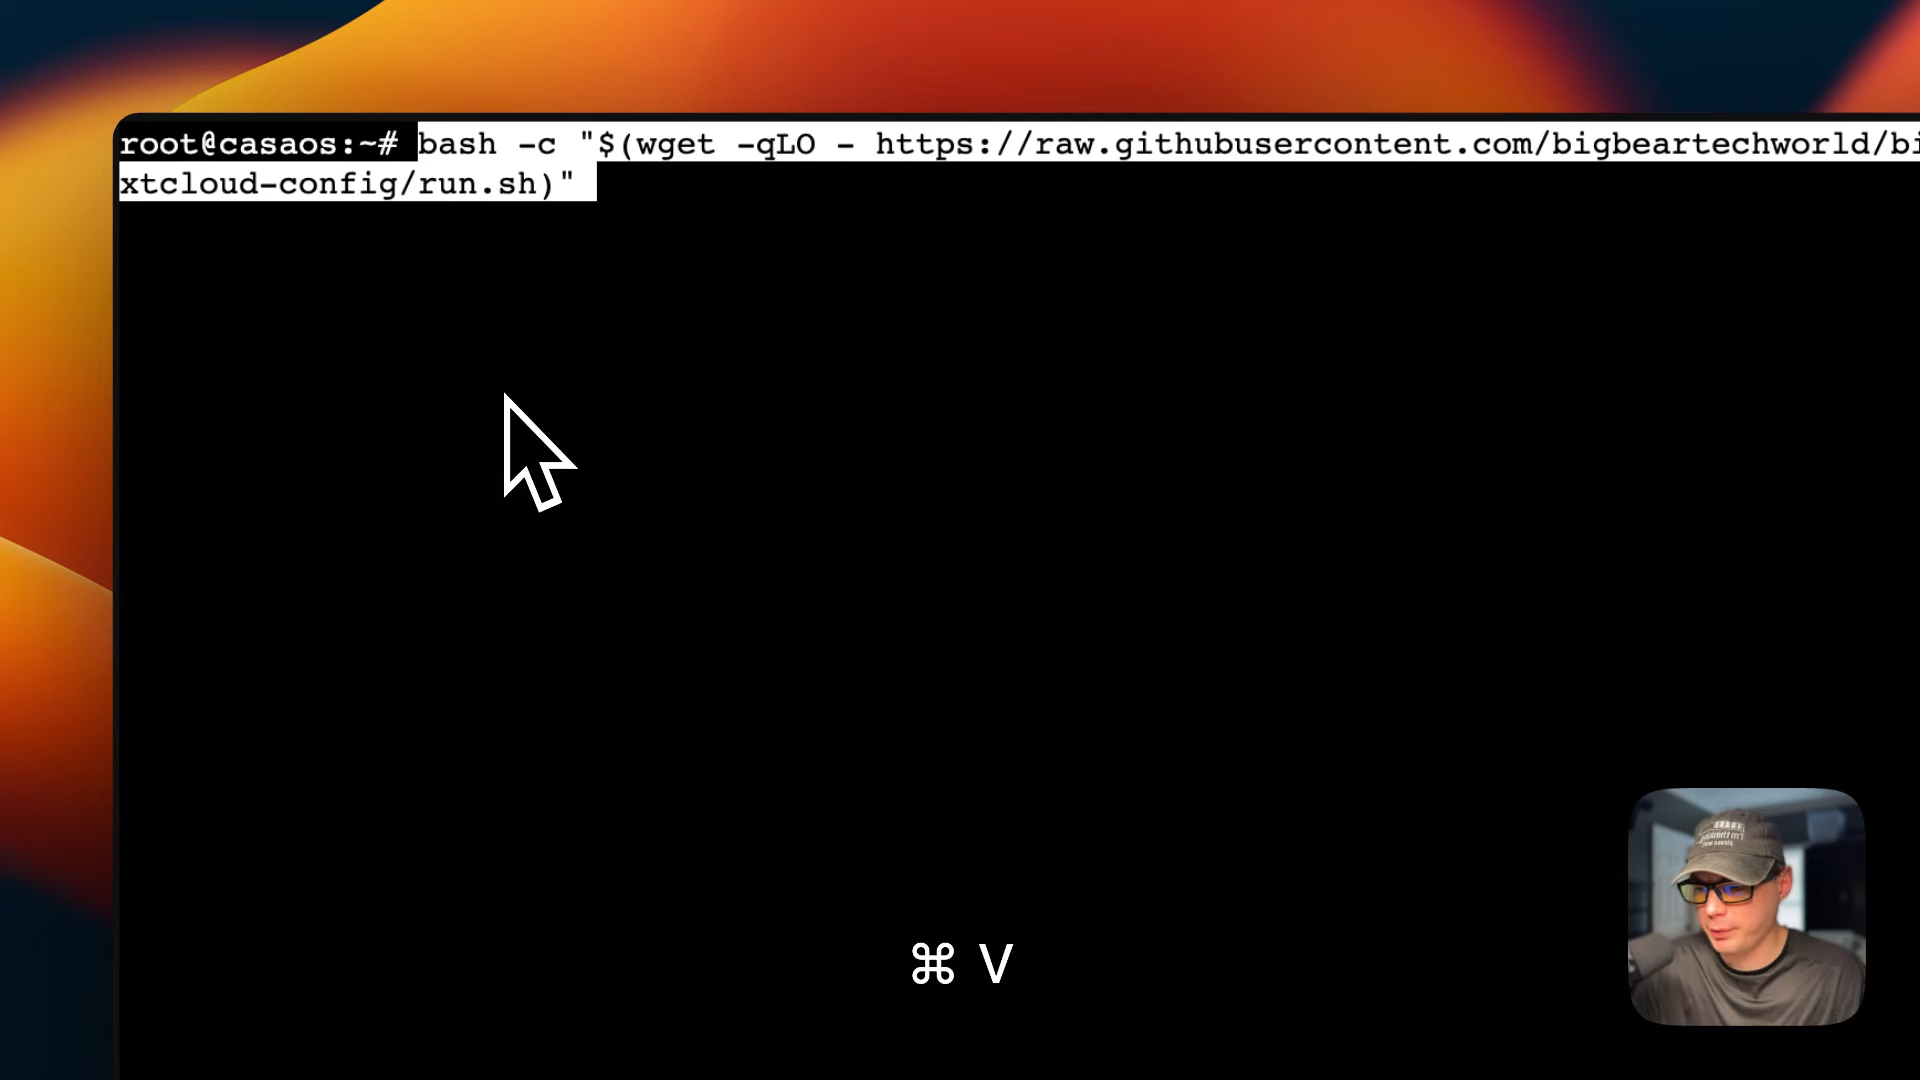 root@casaos:~# bash -c "$(wget -qLO - https://raw.githubusercontent.com/bigbeartechworld/bi
xtcloud-config/run.sh)"
⌘ V